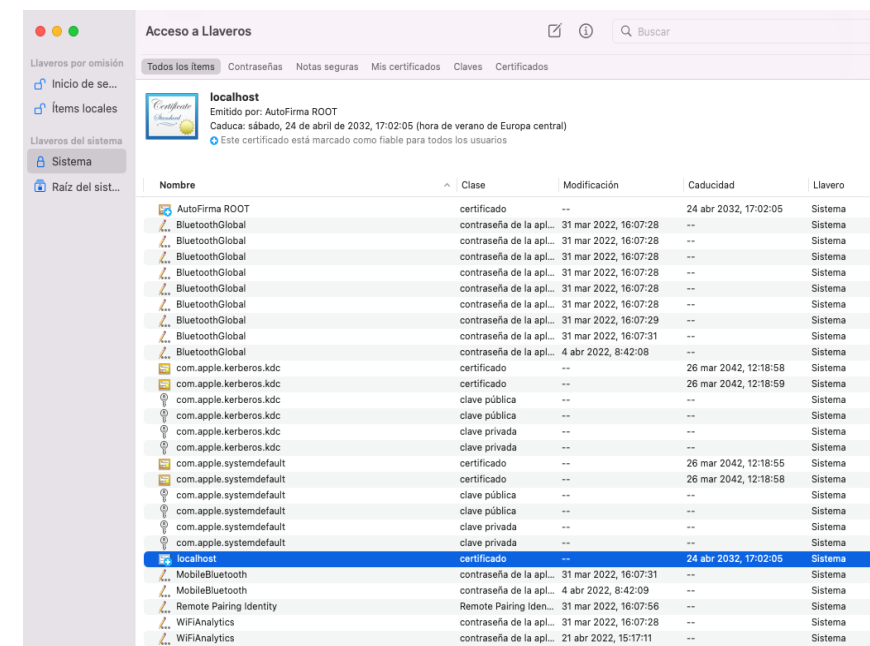 Acceso a Llaveros
Buscar
Llaveros por omisión
Inicio de se...
Ítems locales
Llaveros del sistema
Sistema
Raíz del sist...
Todos los ítems Contraseñas Notas seguras Mis certificados Claves Certificados
Certificate
Standard
localhost
Emitido por: AutoFirma ROOT
Caduca: sábado, 24 de abril de 2032, 17:02:05 (hora de verano de Europa central)
Este certificado está marcado como fiable para todos los usuarios
Nombre Clase Modificación Caducidad Llavero
AutoFirma ROOT certificado -- 24 abr 2032, 17:02:05 Sistema
BluetoothGlobal contraseña de la apl... 31 mar 2022, 16:07:28 -- Sistema
BluetoothGlobal contraseña de la apl... 31 mar 2022, 16:07:28 -- Sistema
BluetoothGlobal contraseña de la apl... 31 mar 2022, 16:07:28 -- Sistema
BluetoothGlobal contraseña de la apl... 31 mar 2022, 16:07:28 -- Sistema
BluetoothGlobal contraseña de la apl... 31 mar 2022, 16:07:28 -- Sistema
BluetoothGlobal contraseña de la apl... 31 mar 2022, 16:07:28 -- Sistema
BluetoothGlobal contraseña de la apl... 31 mar 2022, 16:07:29 -- Sistema
BluetoothGlobal contraseña de la apl... 31 mar 2022, 16:07:31 -- Sistema
BluetoothGlobal contraseña de la apl... 4 abr 2022, 8:42:08 -- Sistema
com.apple.kerberos.kdc certificado -- 26 mar 2042, 12:18:58 Sistema
com.apple.kerberos.kdc certificado -- 26 mar 2042, 12:18:59 Sistema
com.apple.kerberos.kdc clave pública -- -- Sistema
com.apple.kerberos.kdc clave pública -- -- Sistema
com.apple.kerberos.kdc clave privada -- -- Sistema
com.apple.kerberos.kdc clave privada -- -- Sistema
com.apple.systemdefault certificado -- 26 mar 2042, 12:18:55 Sistema
com.apple.systemdefault certificado -- 26 mar 2042, 12:18:58 Sistema
com.apple.systemdefault clave pública -- -- Sistema
com.apple.systemdefault clave pública -- -- Sistema
com.apple.systemdefault clave privada -- -- Sistema
com.apple.systemdefault clave privada -- -- Sistema
localhost certificado -- 24 abr 2032, 17:02:05 Sistema
MobileBluetooth contraseña de la apl... 31 mar 2022, 16:07:31 -- Sistema
MobileBluetooth contraseña de la apl... 4 abr 2022, 8:42:09 -- Sistema
Remote Pairing Identity Remote Pairing Iden... 31 mar 2022, 16:07:56 -- Sistema
WiFiAnalytics contraseña de la apl... 31 mar 2022, 16:07:28 -- Sistema
WiFiAnalytics contraseña de la apl... 21 abr 2022, 15:17:11 -- Sistema